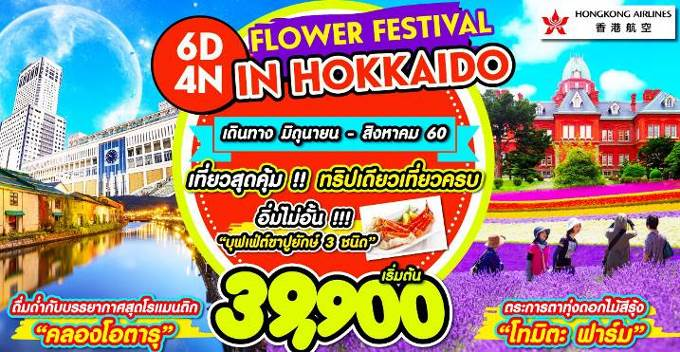 6D
4N
FLOWER FESTIVAL
IN HOKKAIDO
HONGKONG AIRLINES
香港航空
เดินทาง มิถุนายน - สิงหาคม 60
เที่ยวสุดคุ้ม !! ทริปเดียวเที่ยวครบ
อิ่มไม่อั้น !!!
“บุฟเฟ่ต์ขาปูยักษ์ 3 ชนิด”
เริ่มต้น
39,900
ดื่มด่ำกับบรรยากาศสุดโรแมนติก
“คลองโอตารุ”
ตระการตาทุ่งดอกไม้สีรุ้ง
“โทมิตะ ฟาร์ม”